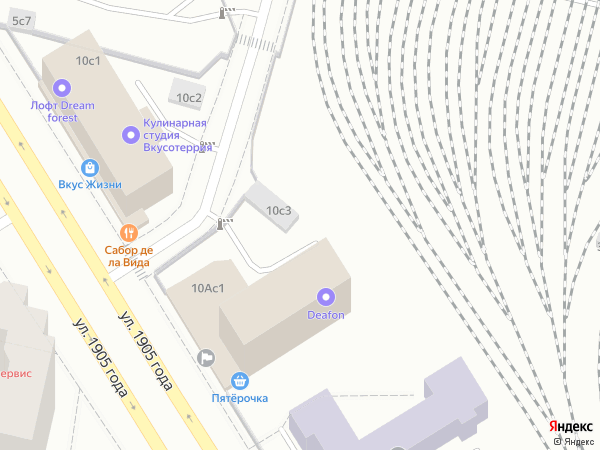 5с7
10с1
Лофт Dream
forest
10с2
Кулинарная
студия
Вкусотеррия
Вкус Жизни
10с3
Сабор де
ла Вида
10Ас1
Deafon
ул. 1905 года
ул. 1905 года
ервис
Пятёрочка
Яндекс
© Яндекс